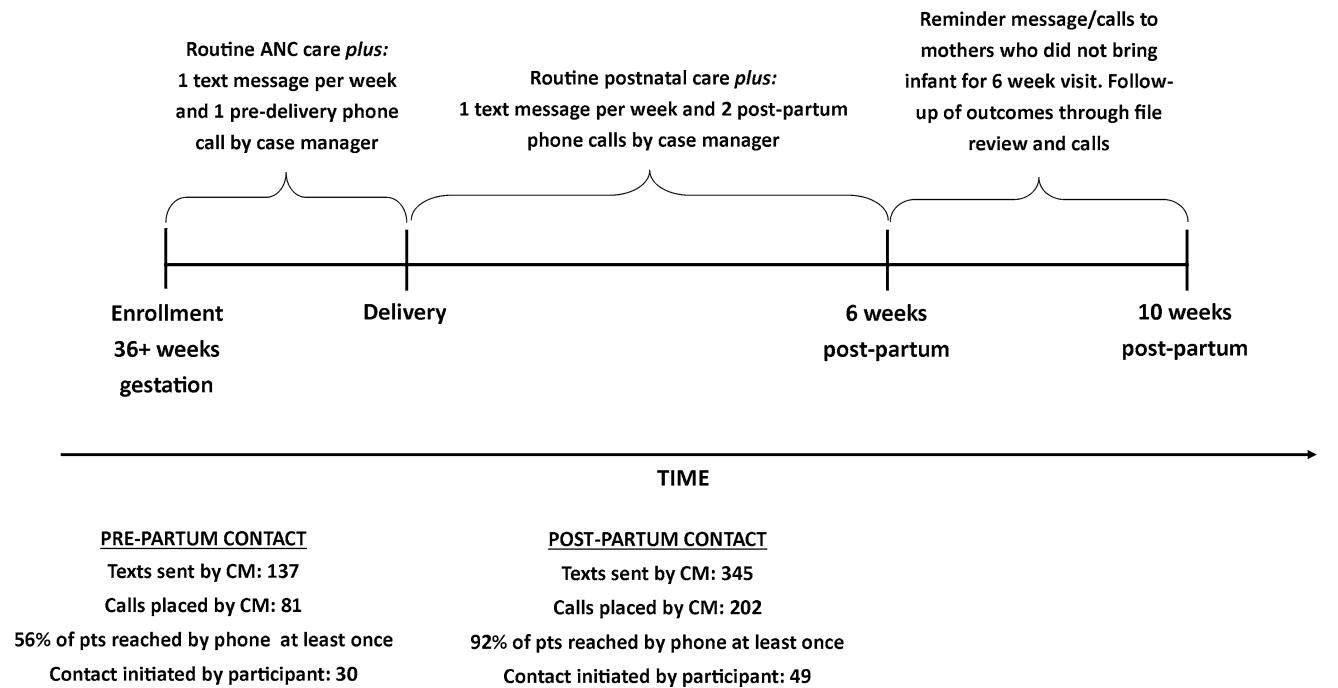 Routine ANC care plus:
1 text message per week
and 1 pre-delivery phone
call by case manager
Routine postnatal care plus:
1 text message per week and 2 post-partum
phone calls by case manager
Reminder message/calls to
mothers who did not bring
infant for 6 week visit. Follow-
up of outcomes through file
review and calls
Enrollment
36+ weeks
gestation
Delivery
6 weeks
post-partum
10 weeks
post-partum
TIME
PRE-PARTUM CONTACT
Texts sent by CM: 137
Calls placed by CM: 81
56% of pts reached by phone at least once
Contact initiated by participant: 30
POST-PARTUM CONTACT
Texts sent by CM: 345
Calls placed by CM: 202
92% of pts reached by phone at least once
Contact initiated by participant: 49